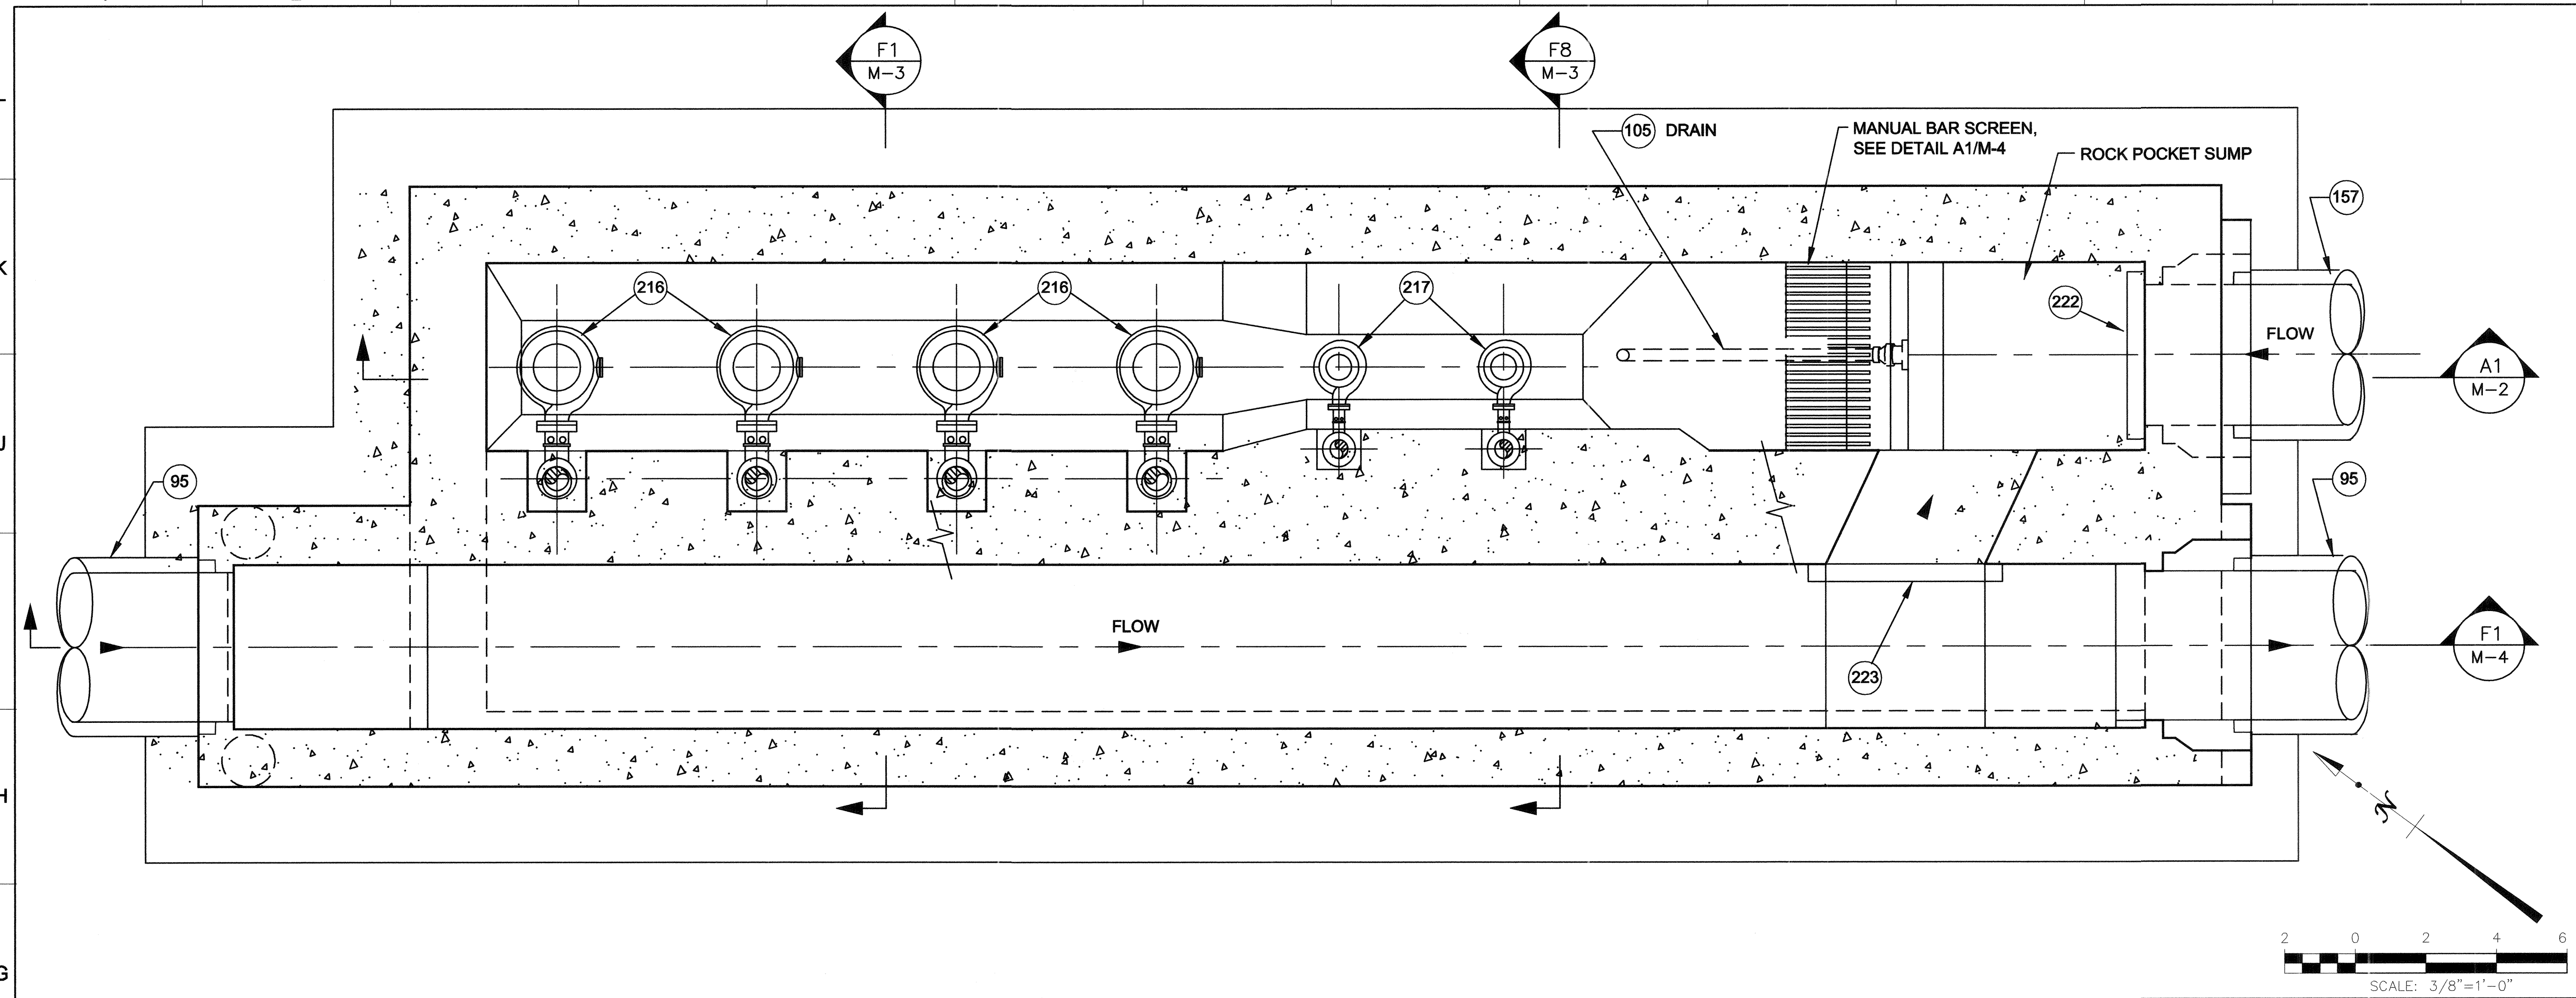 F1
M-3
F8
M-3
105 DRAIN
MANUAL BAR SCREEN,
SEE DETAIL A1/M-4
ROCK POCKET SUMP
157
K
216
216
217
222
FLOW
A1
M-2
J
95
95
FLOW
223
F1
M-4
N
H
2 0 2 4 6
SCALE: 3/8"=1'-0"
G